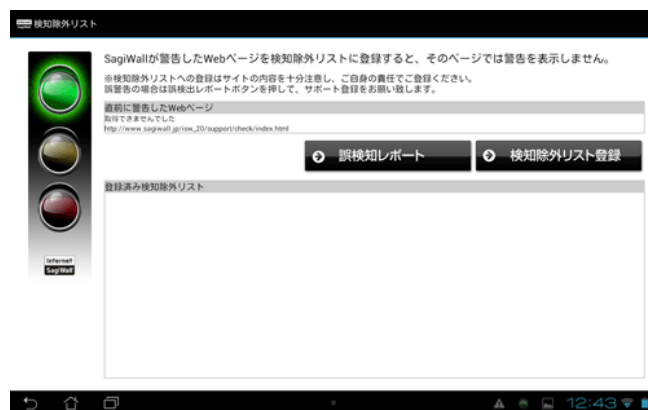 検知除外リスト
SagiWallが警告したWebページを検知除外リストに登録すると、そのページでは警告を表示しません。
※検知除外リストへの登録はサイトの内容を十分注意し、ご自身の責任でご登録ください。
誤警告の場合は誤検出レポートボタンを押して、サポート登録をお願い致します。
直前に警告したWebページ
取得できませんでした
http://www.sagiwall.jp/isw_20/support/check/index.html
誤検知レポート
検知除外リスト登録
登録済み検知除外リスト
Internet
SagiWall
12:43